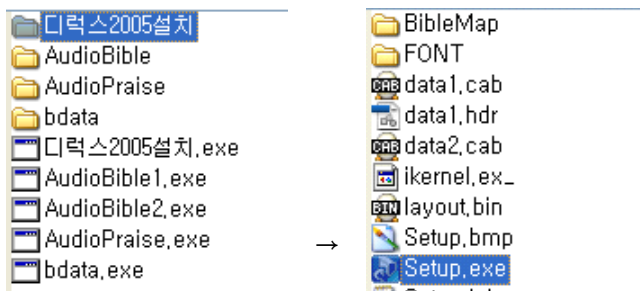 디럭스2005설치
AudioBible
AudioPraise
bdata
디럭스2005설치,exe
AudioBible1,exe
AudioBible2,exe
AudioPraise,exe
bdata,exe
→
BibleMap
FONT
data1,cab
data1,hdr
data2,cab
ikernel,ex_
layout,bin
Setup,bmp
Setup,exe